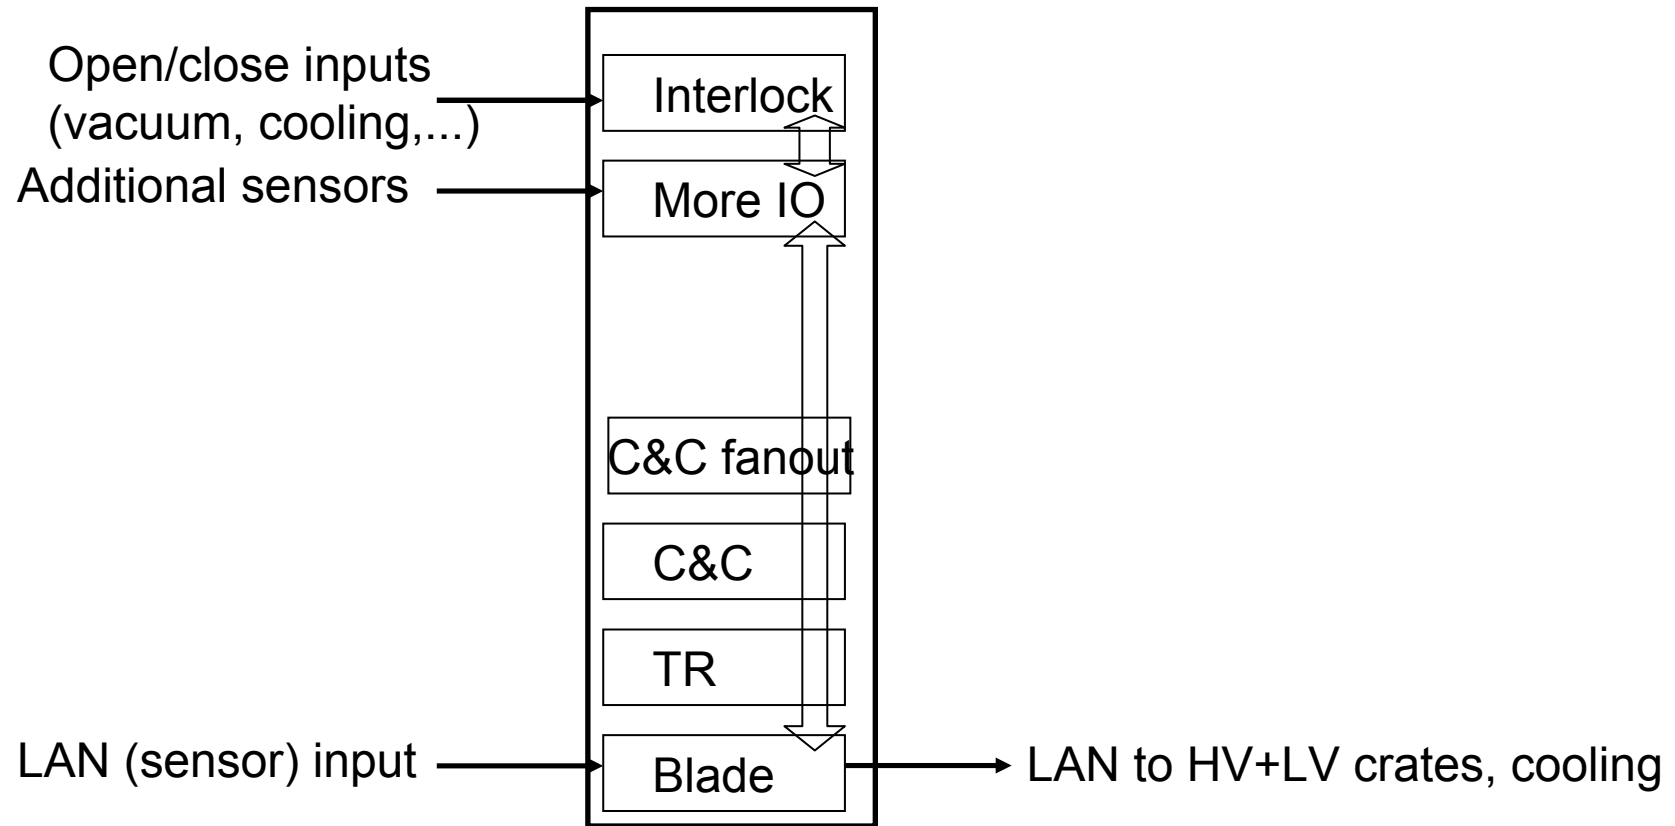 Open/close inputs
(vacuum, cooling,...)
Interlock
Additional sensors
More IO
C&C fanout
C&C
TR
LAN (sensor) input
Blade
LAN to HV+LV crates, cooling